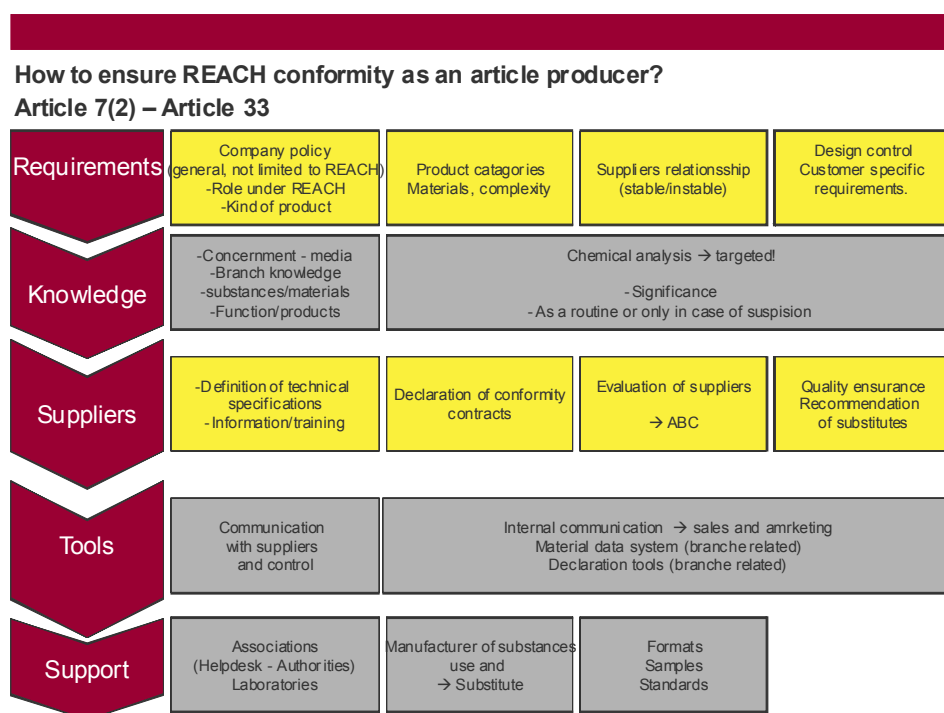 How to ensure REACH conformity as an article producer?
Article 7(2) – Article 33
Requirements
Company policy
(general, not limited to REACH)
-Role under REACH
-Kind of product
Product catagories
Materials, complexity
Suppliers relationsship
(stable/instable)
Design control
Customer specific
requirements.
Knowledge
-Concernment - media
-Branch knowledge
-substances/materials
-Function/products
Chemical analysis → targeted!
-Significance
-As a routine or only in case of suspision
Suppliers
-Definition of technical
specifications
-Information/training
Declaration of conformity
contracts
Evaluation of suppliers
→ ABC
Quality ensurance
Recommendation
of substitutes
Tools
Communication
with suppliers
and control
Internal communication → sales and amrketing
Material data system (branche related)
Declaration tools (branche related)
Support
Associations
(Helpdesk - Authorities)
Laboratories
Manufacturer of substances
use and
→ Substitute
Formats
Samples
Standards